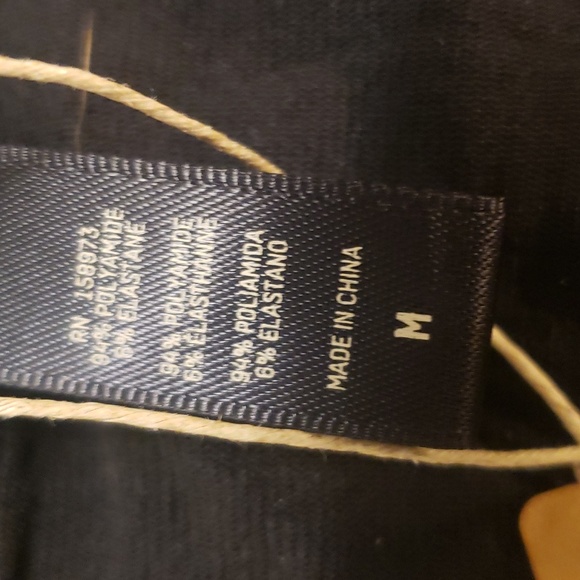 RN 158973
94% POLYAMIDE
6% ELASTANE
94% POLYAMIDE
6% ELASTHANNE
94% POLIAMIDA
6% ELASTANO
MADE IN CHINA
M